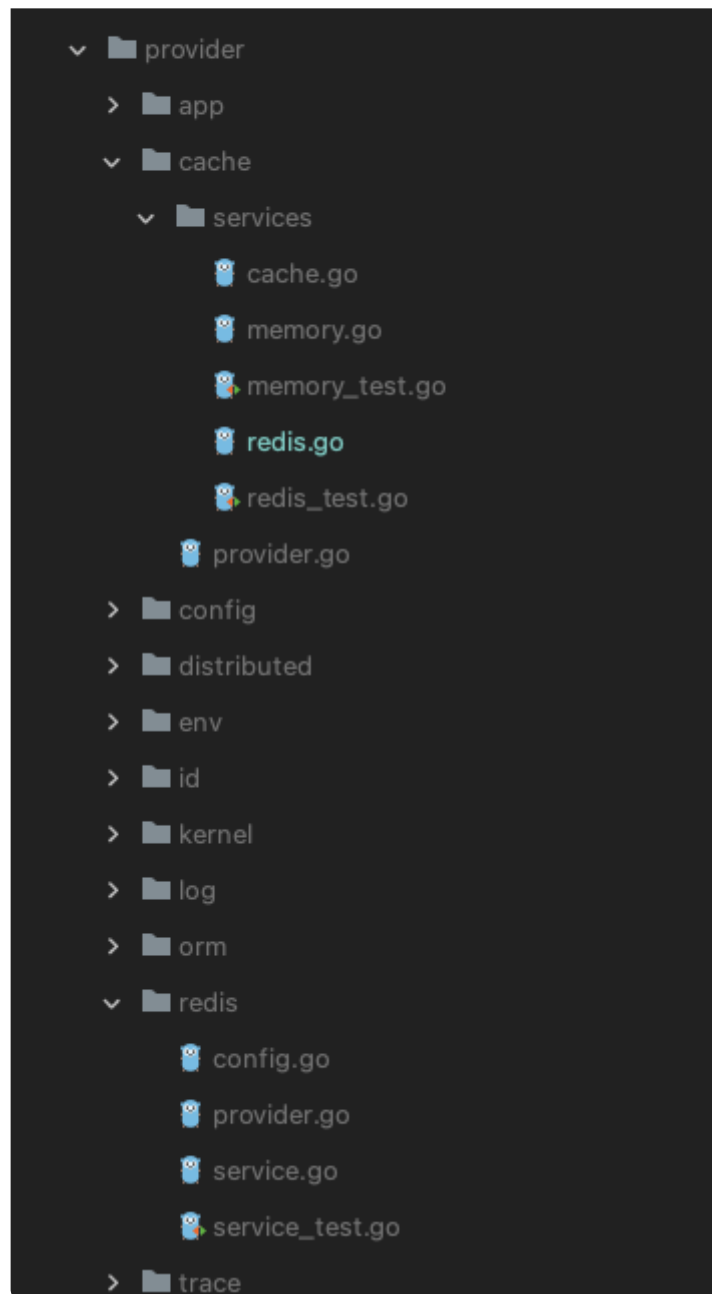 provider
app
cache
services
cache.go
memory.go
memory_test.go
redis.go
redis_test.go
provider.go
config
distributed
env
id
kernel
log
orm
redis
config.go
provider.go
service.go
service_test.go
trace